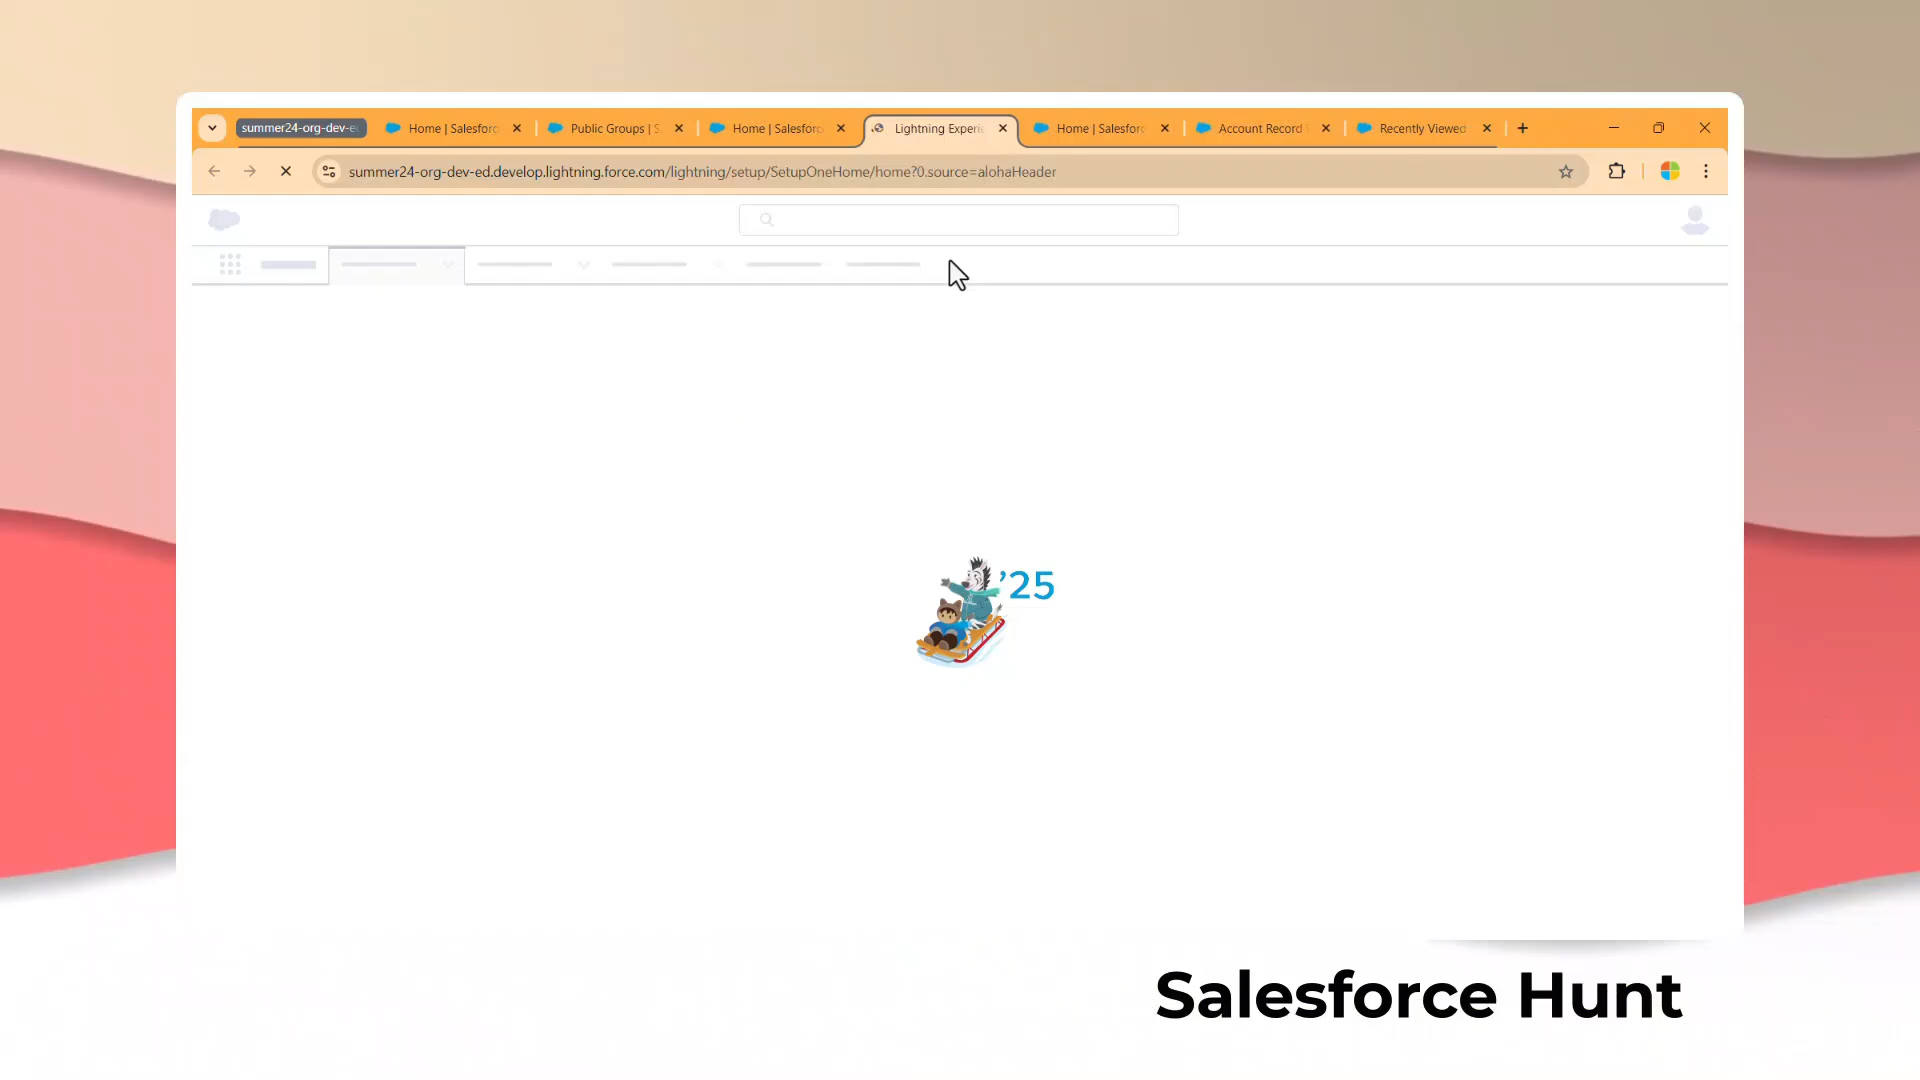 summer24-org-dev-e
Home | Salesforc
Public Groups | S
Home | Salesforc
Lightning Experi
Home | Salesforc
Account Record
Recently Viewed
summer24-org-dev-ed.develop.lightning.force.com/lightning/setup/SetupOneHome/home?0.source=alohaHeader
’25
Salesforce Hunt